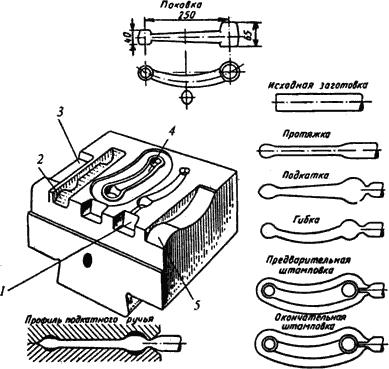 Поковка
250
40
65
Исходная заготовка
3
4
Протяжка
2
Подкатка
Гибка
Предварительная
штамповка
1
5
Профиль подкатного ручья
Окончательная
штамповка